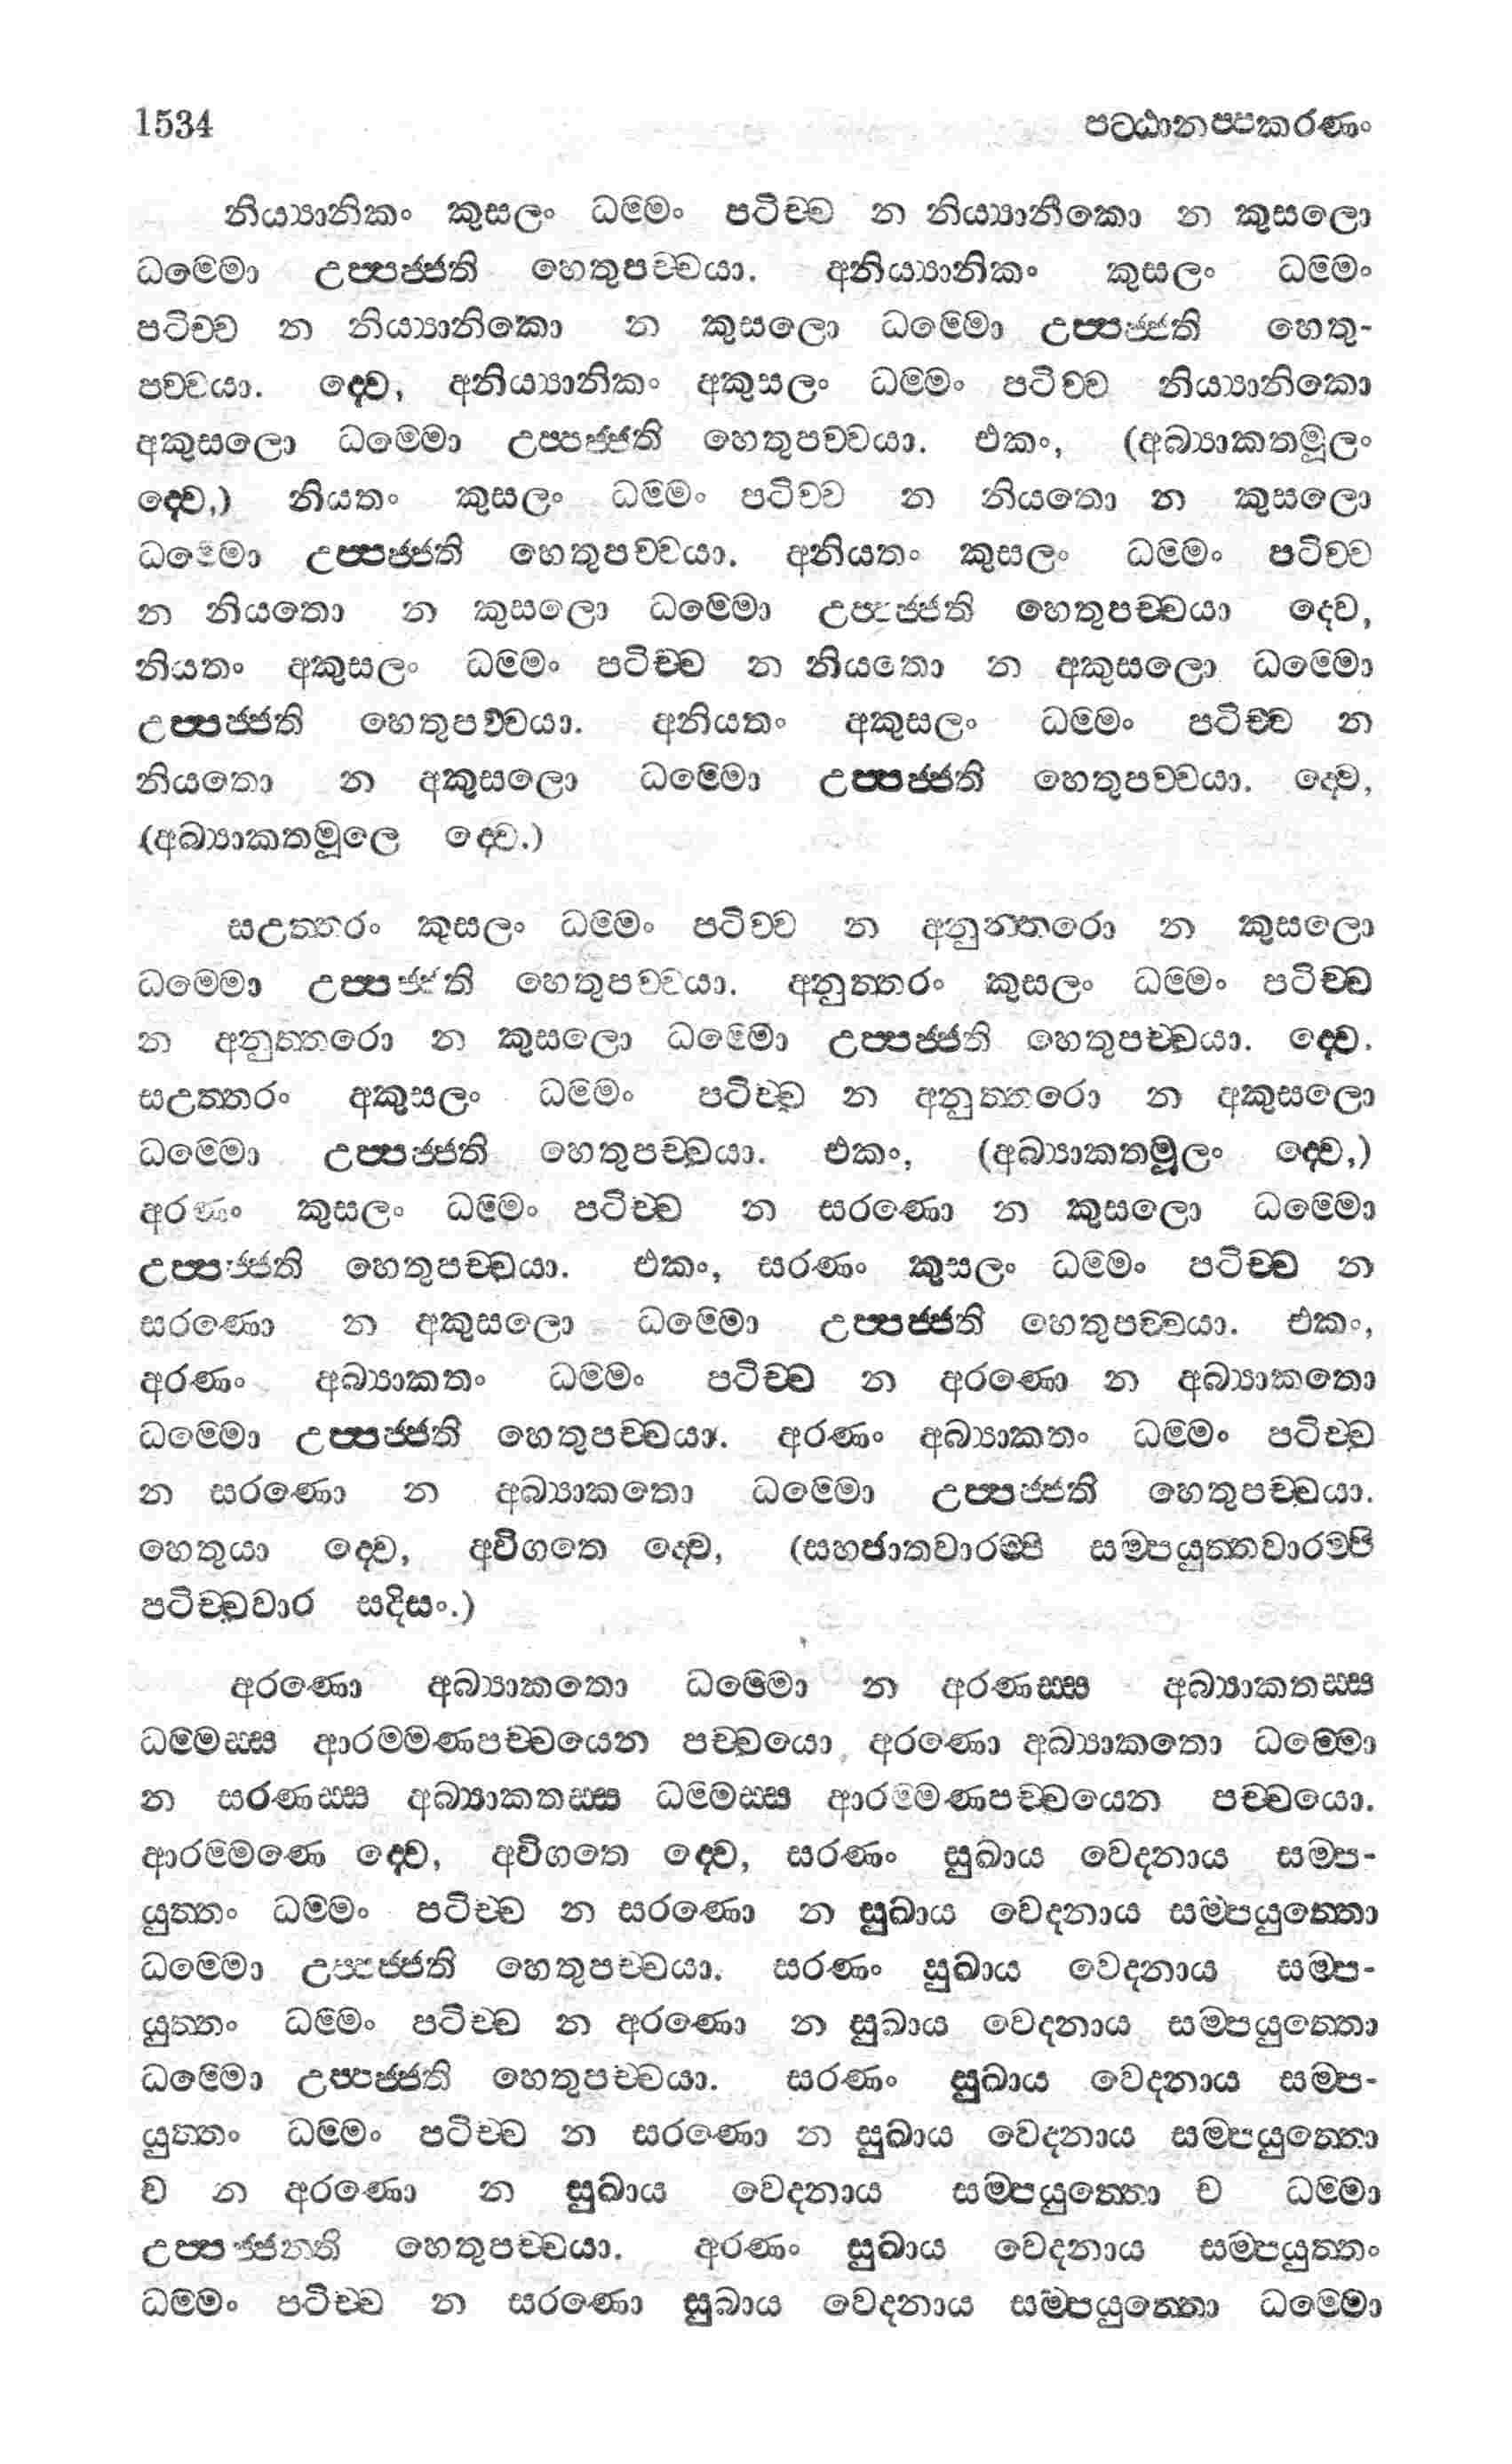 1534 පට්ඨානප්පකරණං
නිය්‍යානිකං කුසලං ධම්මං පටිච්ච න නිය්‍යානිකො න කුසලො
ධම්මො උප්පජ්ජති හෙතුපච්චයා. අනිය්‍යානිකං කුසලං ධම්මං
පටිච්ච න නිය්‍යානිකො න කුසලො ධම්මො උප්පජ්ජති හෙතු-
පච්චයා. ද්වෙ, අනිය්‍යානිකං අකුසලං ධම්මං පටිච්ච නිය්‍යානිකො
අකුසලො ධම්මො උප්පජ්ජති හෙතුපච්චයා. එකං, (අබ්‍යාකතමූලං
ද්වෙ,) නියතං කුසලං ධම්මං පටිච්ච න නියතො න කුසලො
ධම්මො උප්පජ්ජති හෙතුපච්චයා. අනියතං කුසලං ධම්මං පටිච්ච
න නියතො න කුසලො ධම්මො උප්පජ්ජති හෙතුපච්චයා දෙව,
නියතං අකුසලං ධම්මං පටිච්ච න නියතො න අකුසලො ධම්මො
උප්පජ්ජති හෙතුපච්චයා. අනියතං අකුසලං ධම්මං පටිච්ච න
නියතො න අකුසලො ධම්මො උප්පජ්ජති හෙතුපච්චයා. ද්වෙ,
(අබ්‍යාකතමූලෙ ද්වෙ.)
සඋත්තරං කුසලං ධම්මං පටිච්ච න අනුත්තරො න කුසලො
ධම්මො උප්පජ්ජති හෙතුපච්චයා. අනුත්තරං කුසලං ධම්මං පටිච්ච
න අනුත්තරො න කුසලො ධම්මො උප්පජ්ජති හෙතුපච්චයා. ද්වෙ.
සඋත්තරං අකුසලං ධම්මං පටිච්ච න අනුත්තරො න අකුසලො
ධම්මො උප්පජ්ජති හෙතුපච්චයා. එකං, (අබ්‍යාකතමූලං ද්වෙ,)
අරණං කුසලං ධම්මං පටිච්ච න සරණො න කුසලො ධම්මො
උප්පජ්ජති හෙතුපච්චයා. එකං, සරණං කුසලං ධම්මං පටිච්ච න
සරණො න අකුසලො ධම්මො උප්පජ්ජති හෙතුපච්චයා. එකං,
අරණං අබ්‍යාකතං ධම්මං පටිච්ච න අරණො න අබ්‍යාකතො
ධම්මො උප්පජ්ජති හෙතුපච්චයා. අරණං අබ්‍යාකතං ධම්මං පටිච්ච
න සරණො න අබ්‍යාකතො ධම්මො උප්පජ්ජති හෙතුපච්චයා.
හෙතුයා ද්වෙ, අවිගතෙ ද්වෙ, (සහජාතවාරම්පි සම්පයුත්තවාරම්පි
පටිච්චවාර සදිසං.)
අරණො අබ්‍යාකතො ධම්මො න අරණස්ස අබ්‍යාකතස්ස
ධම්මස්ස ආරම්මණපච්චයෙන පච්චයො, අරණො අබ්‍යාකතො ධම්මො
න සරණස්ස අබ්‍යාකතස්ස ධම්මස්ස ආරම්මණපච්චයෙන පච්චයො.
ආරම්මණෙ ද්වෙ, අවිගතෙ ද්වෙ, සරණං සුඛාය වෙදනාය සම්ප-
යුත්තං ධම්මං පටිච්ච න සරණො න සුඛාය වෙදනාය සම්පයුත්තො
ධම්මො උප්පජ්ජති හෙතුපච්චයා. සරණං සුඛාය වෙදනාය සම්ප-
යුත්තං ධම්මං පටිච්ච න අරණො න සුඛාය වෙදනාය සම්පයුත්තො
ධම්මො උප්පජ්ජති හෙතුපච්චයා. සරණං සුඛාය වෙදනාය සම්ප-
යුත්තං ධම්මං පටිච්ච න සරණො න සුඛාය වෙදනාය සම්පයුත්තො
ච න අරණො න සුඛාය වෙදනාය සම්පයුත්තො ච ධම්මා
උප්පජ්ජන්ති හෙතුපච්චයා. අරණං සුඛාය වෙදනාය සම්පයුත්තං
ධම්මං පටිච්ච න සරණො සුඛාය වෙදනාය සම්පයුත්තො ධම්මො